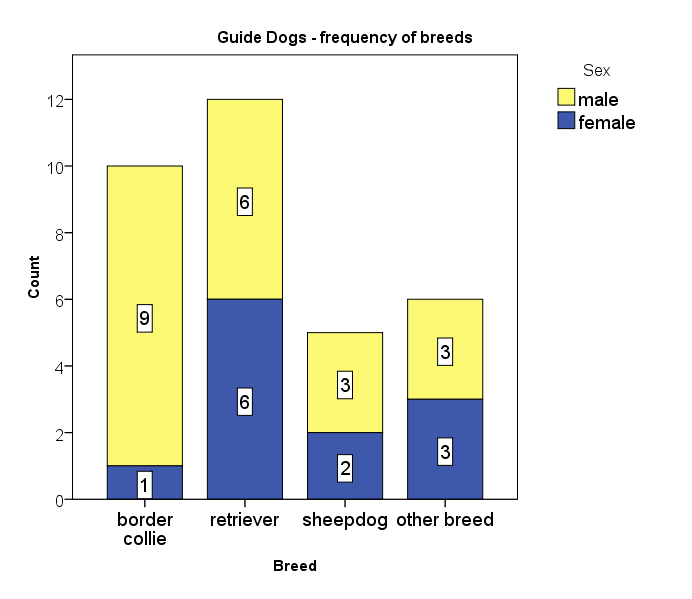 Guide Dogs - frequency of breeds
Sex
male
female
Count
12
10
8
6
4
2
0
9
1
6
6
3
2
3
3
border collie
retriever
sheepdog
other breed
Breed